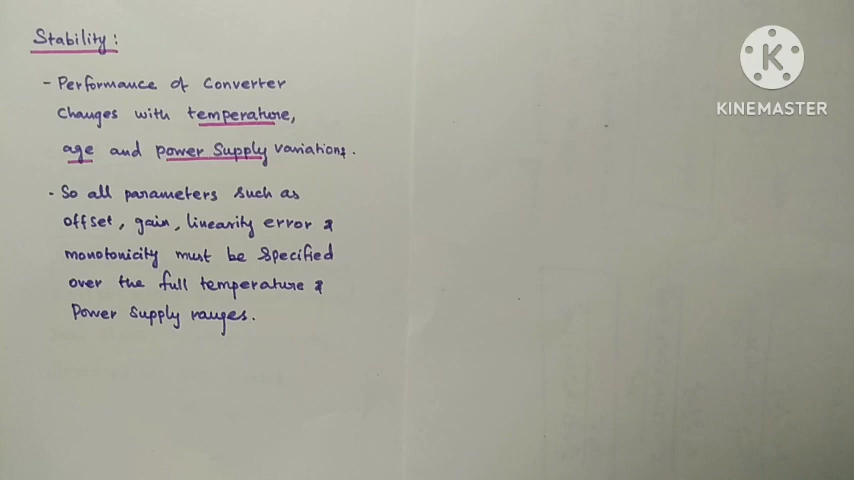 Stability:
- Performance of Converter
Changes with temperature,
age and power Supply variations.
- So all parameters such as
offset, gain, linearity error &
monotonicity must be specified
over the full temperature &
Power Supply ranges.
K
KINEMASTER